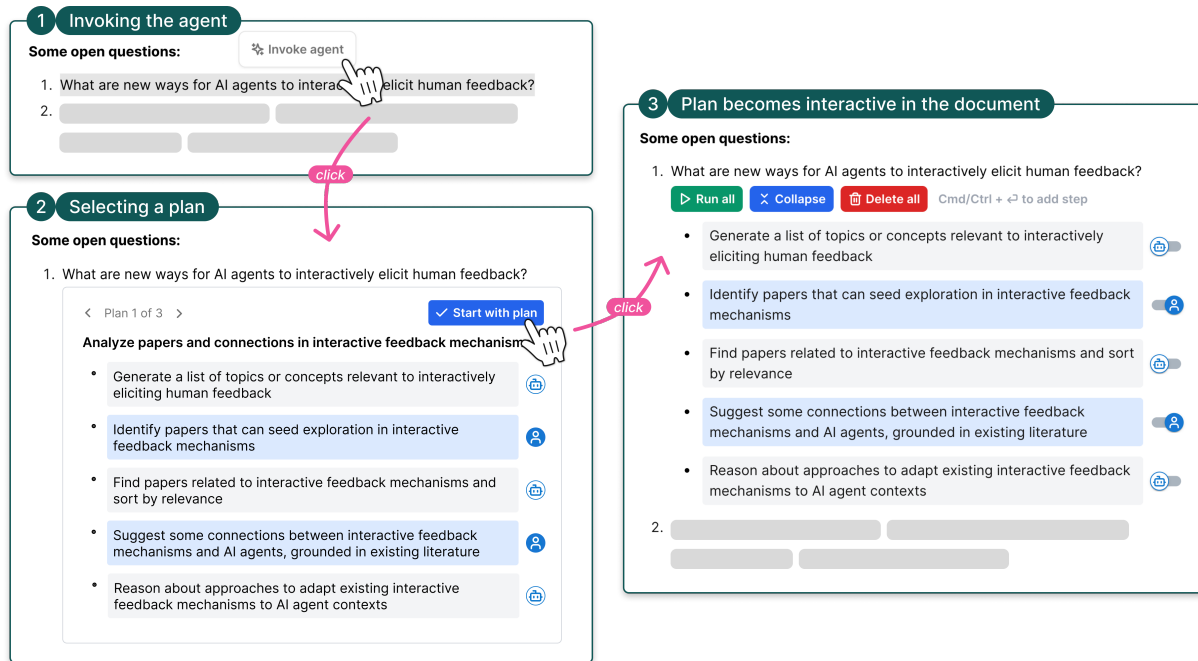 1 Invoking the agent
Some open questions:
Invoke agent
1. What are new ways for AI agents to interac elicit human feedback?
2.
click
2 Selecting a plan
Some open questions:
1. What are new ways for AI agents to interactively elicit human feedback?
Plan 1 of 3
Start with plan
Analyze papers and connections in interactive feedback mechanism
Generate a list of topics or concepts relevant to interactively
eliciting human feedback
Identify papers that can seed exploration in interactive
feedback mechanisms
Find papers related to interactive feedback mechanisms and
sort by relevance
Suggest some connections between interactive feedback
mechanisms and AI agents, grounded in existing literature
Reason about approaches to adapt existing interactive
feedback mechanisms to AI agent contexts
click
3 Plan becomes interactive in the document
Some open questions:
1. What are new ways for AI agents to interactively elicit human feedback?
Run all Collapse Delete all Cmd/Ctrl + ↵ to add step
Generate a list of topics or concepts relevant to interactively
eliciting human feedback
Identify papers that can seed exploration in interactive feedback
mechanisms
Find papers related to interactive feedback mechanisms and sort
by relevance
Suggest some connections between interactive feedback
mechanisms and AI agents, grounded in existing literature
Reason about approaches to adapt existing interactive feedback
mechanisms to AI agent contexts
2.